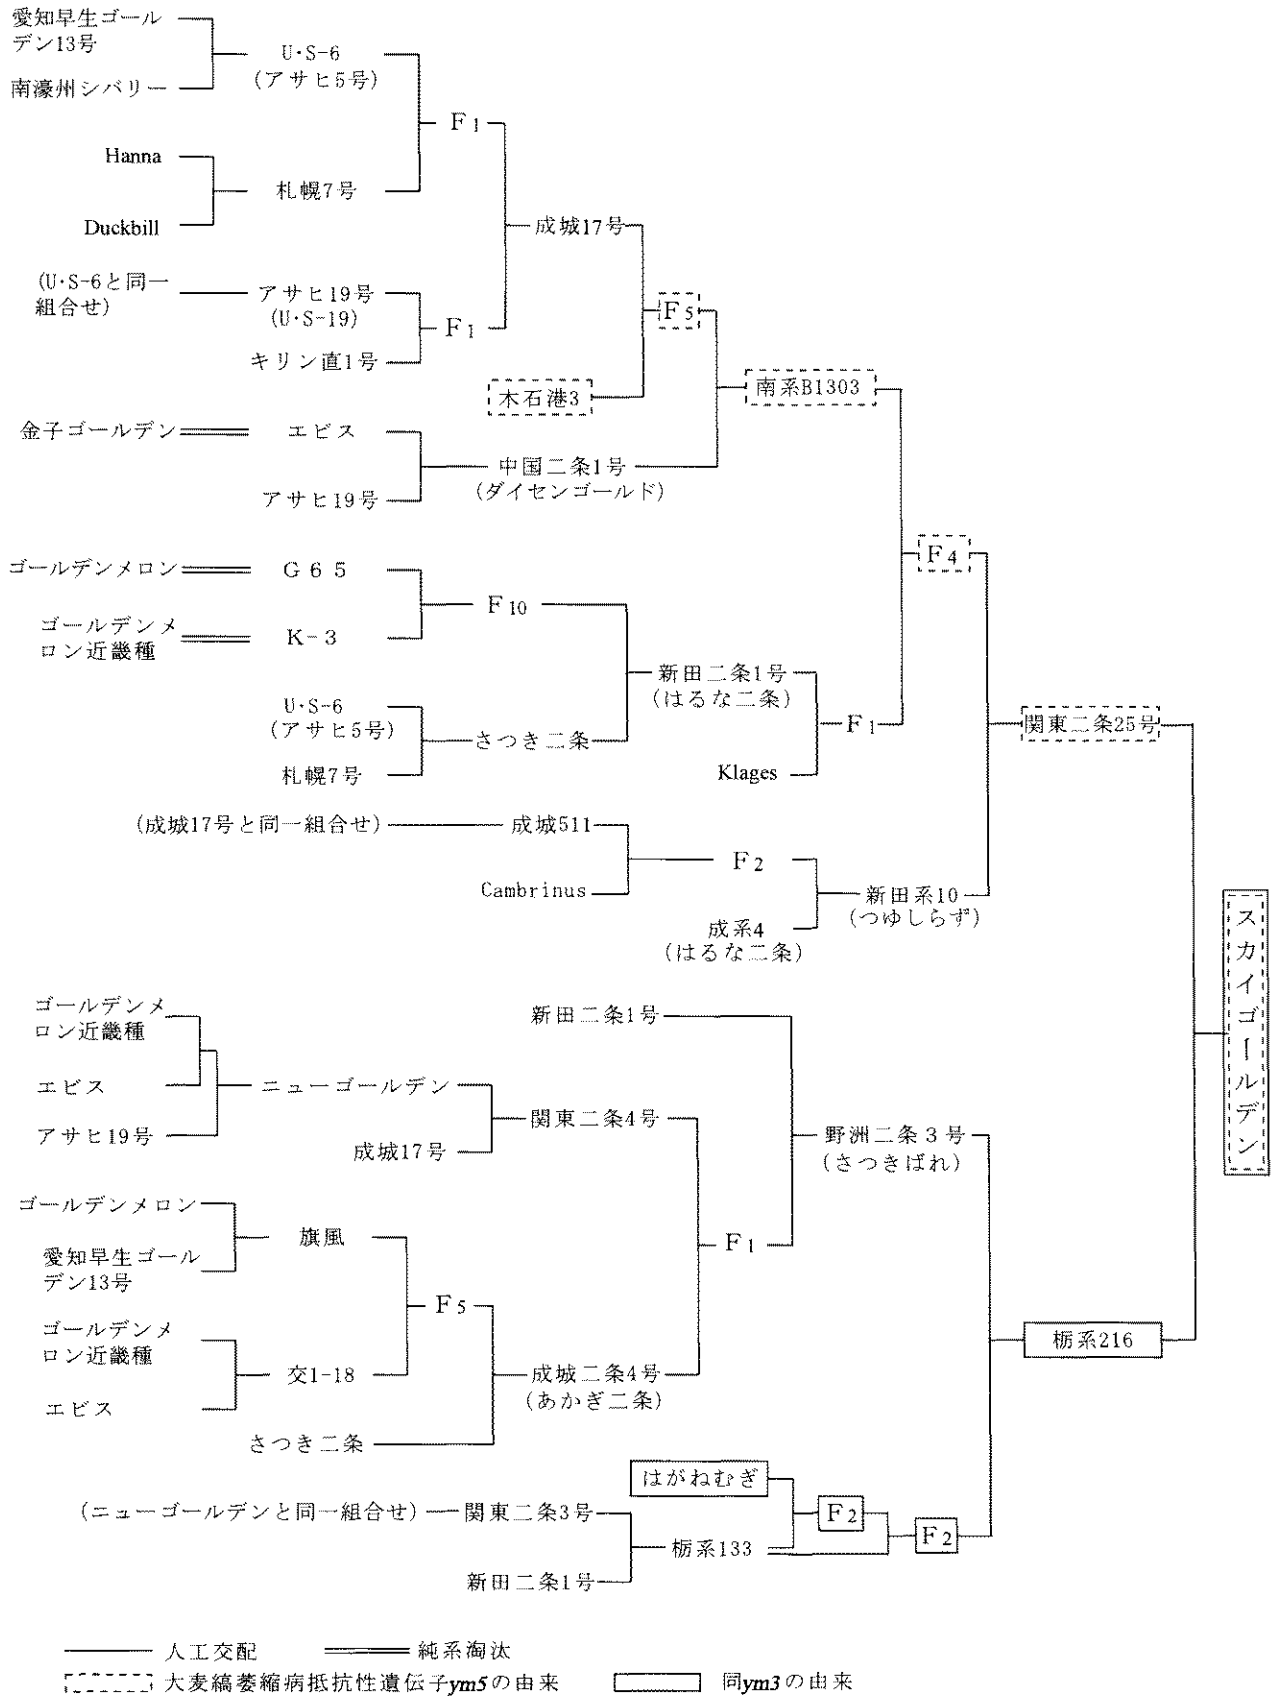 愛知早生ゴール
デン13号
南濠州シバリー
U・S-6
(アサヒ5号)
F1
Hanna
Duckbill
札幌7号
成城17号
(U・S-6と同一
組合せ)
アサヒ19号
(U・S-19)
F1
キリン直1号
F5
木石港3
南系B1303
金子ゴールデン
エビス
アサヒ19号
中国二条1号
(ダイセンゴールド)
F4
ゴールデンメロン
G65
F10
ゴールデンメ
ロン近畿種
K-3
新田二条1号
(はるな二条)
U・S-6
(アサヒ5号)
さつき二条
札幌7号
F1
Klages
関東二条25号
(成城17号と同一組合せ)
成城511
F2
Cambrinus
新田系10
(つゆしらず)
成系4
(はるな二条)
スカイゴールデン
ゴールデンメ
ロン近畿種
エビス
アサヒ19号
ニューゴールデン
新田二条1号
関東二条4号
成城17号
野洲二条3号
(さつきばれ)
ゴールデンメロン
旗風
愛知早生ゴール
デン13号
F1
F5
ゴールデンメ
ロン近畿種
交1-18
エビス
成城二条4号
(あかぎ二条)
さつき二条
栃系216
はがねむぎ
(ニューゴールデンと同一組合せ)
関東二条3号
F2
F2
栃系133
新田二条1号
人工交配
純系淘汰
大麦縞萎縮病抵抗性遺伝子ym5の由来
同ym3の由来